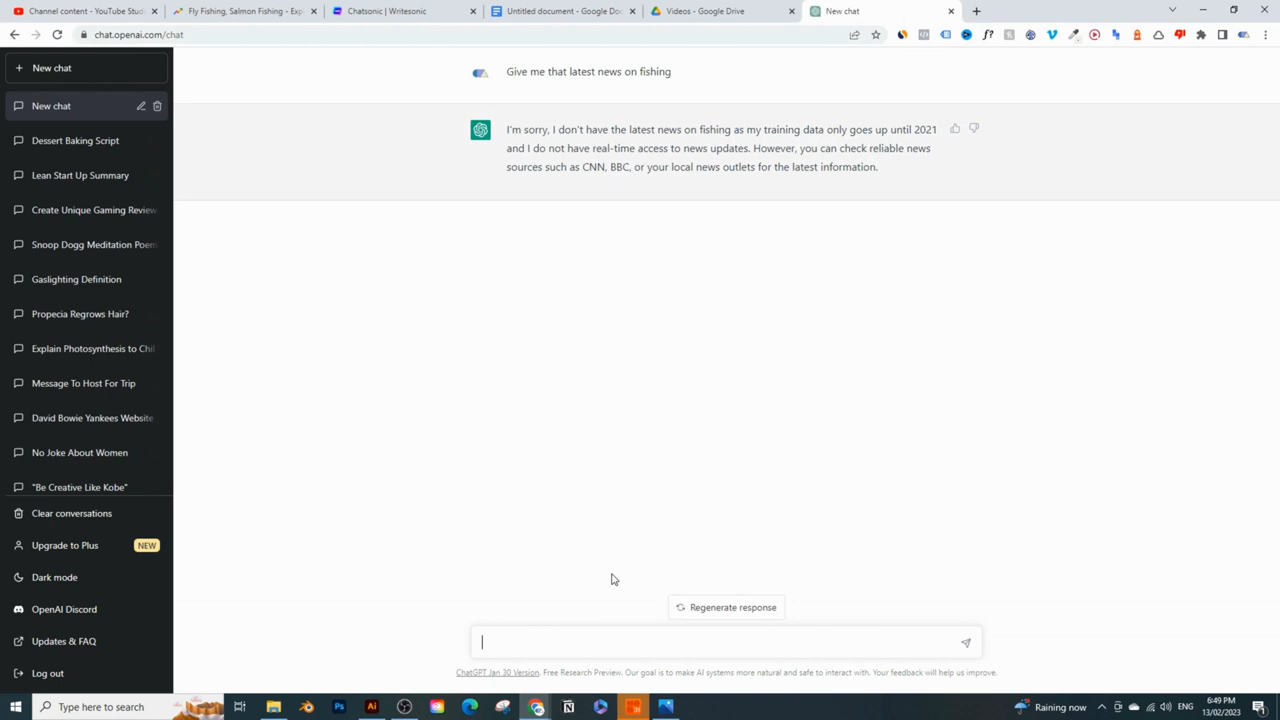 Channel content - YouTube Stud
Fly Fishing, Salmon Fishing - Exp
Chatsonic | Writesonic
Untitled document - Google Doc
Videos - Google Drive
New chat
chat.openai.com/chat
New chat
New chat
Dessert Baking Script
Lean Start Up Summary
Create Unique Gaming Review
Snoop Dogg Meditation Poem
Gaslighting Definition
Propecia Regrows Hair?
Explain Photosynthesis to Chil
Message To Host For Trip
David Bowie Yankees Website
No Joke About Women
"Be Creative Like Kobe"
Clear conversations
Upgrade to Plus NEW
Dark mode
OpenAI Discord
Updates & FAQ
Log out
Give me that latest news on fishing
I'm sorry, I don't have the latest news on fishing as my training data only goes up until 2021
and I do not have real-time access to news updates. However, you can check reliable news
sources such as CNN, BBC, or your local news outlets for the latest information.
Regenerate response
ChatGPT Jan 30 Version. Free Research Preview. Our goal is to make AI systems more natural and safe to interact with. Your feedback will help us improve.
Type here to search
Raining now
ENG
6:49 PM
13/02/2023